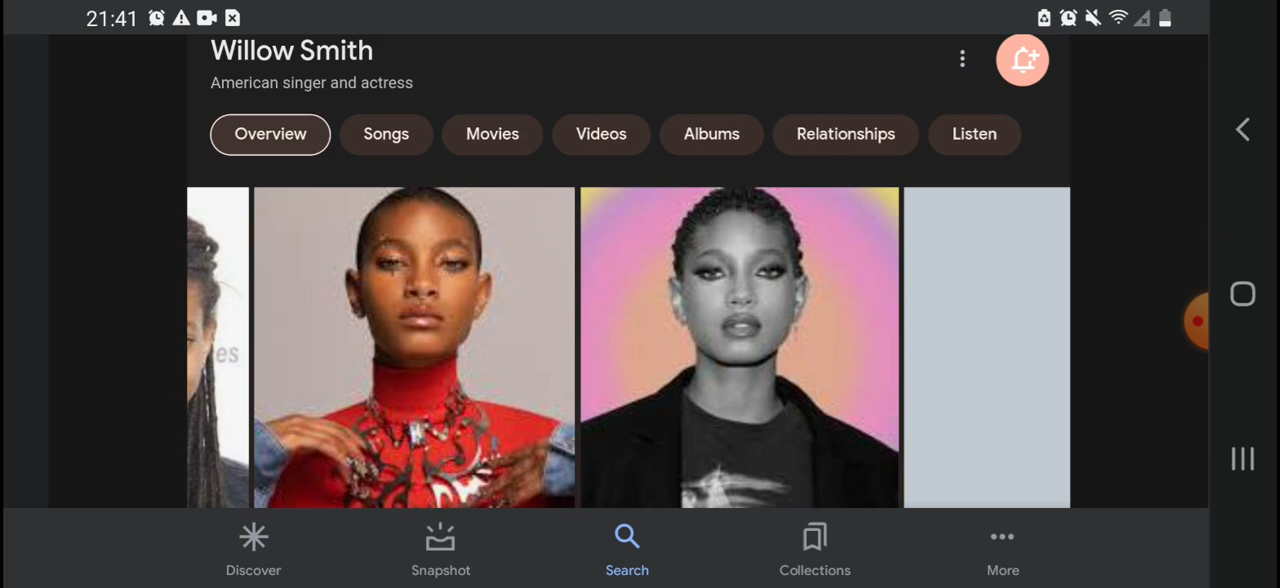 21:41
Willow Smith
American singer and actress
Overview Songs Movies Videos Albums Relationships Listen
es
Discover Snapshot Search Collections More